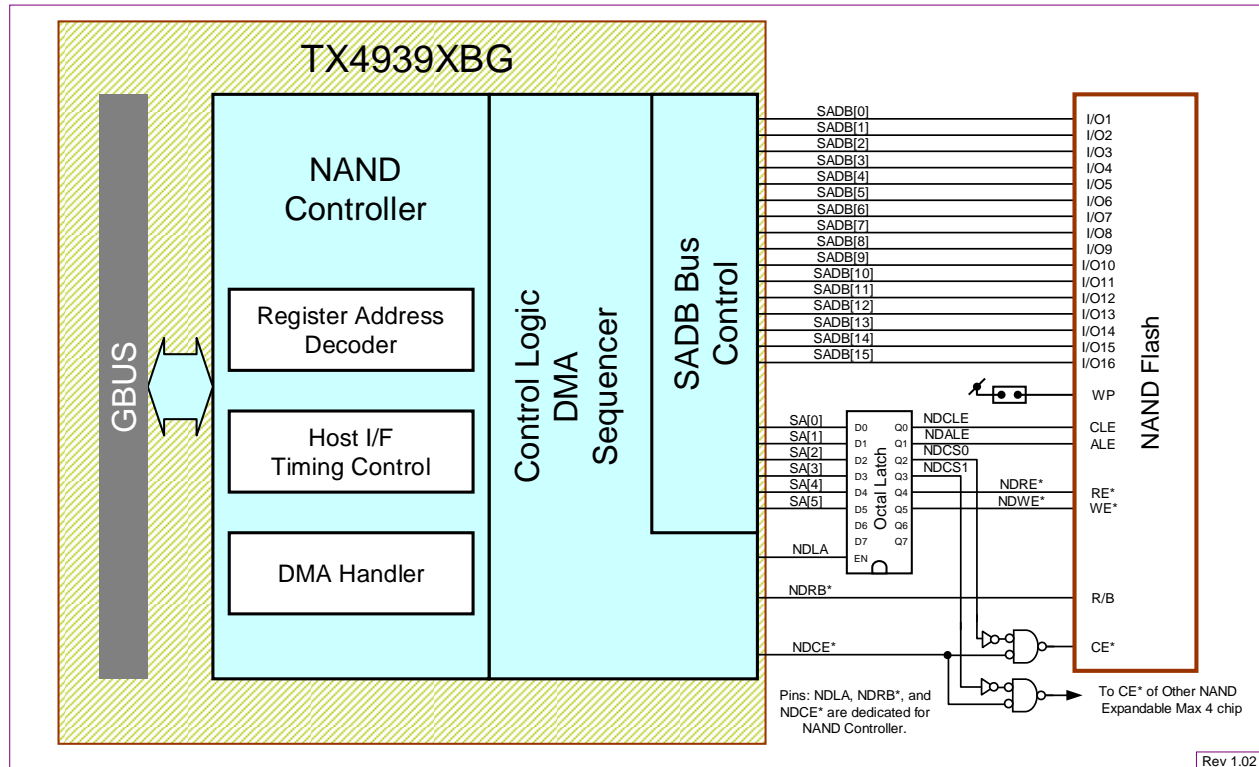 TX4939XBG
GBUS
NAND
Controller
Register Address
Decoder
Host I/F
Timing Control
DMA Handler
Control Logic
DMA
Sequencer
SADB Bus
Control
SADB[0]
SADB[1]
SADB[2]
SADB[3]
SADB[4]
SADB[5]
SADB[6]
SADB[7]
SADB[8]
SADB[9]
SADB[10]
SADB[11]
SADB[12]
SADB[13]
SADB[14]
SADB[15]
SA[0]
SA[1]
SA[2]
SA[3]
SA[4]
SA[5]
NDLA
NDRB*
NDCE*
D0
D1
D2
D3
D4
D5
D6
D7
EN
Octal Latch
Q0
Q1
Q2
Q3
Q4
Q5
Q6
Q7
NDCLE
NDALE
NDCS0
NDCS1
NDRE*
NDWE*
I/O1
I/O2
I/O3
I/O4
I/O5
I/O6
I/O7
I/O8
I/O9
I/O10
I/O11
I/O12
I/O13
I/O14
I/O15
I/O16
WP
CLE
ALE
RE*
WE*
R/B
CE*
NAND Flash
Pins: NDLA, NDRB*, and
NDCE* are dedicated for
NAND Controller.
To CE* of Other NAND
Expandable Max 4 chip
Rev 1.02